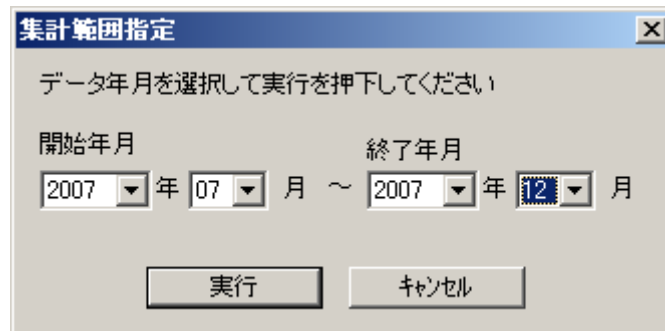 集計範囲指定
データ年月を選択して実行を押下してください
開始年月 終了年月
2007 年 07 月 ～ 2007 年 12 月
実行 ｷｬﾝｾﾙ